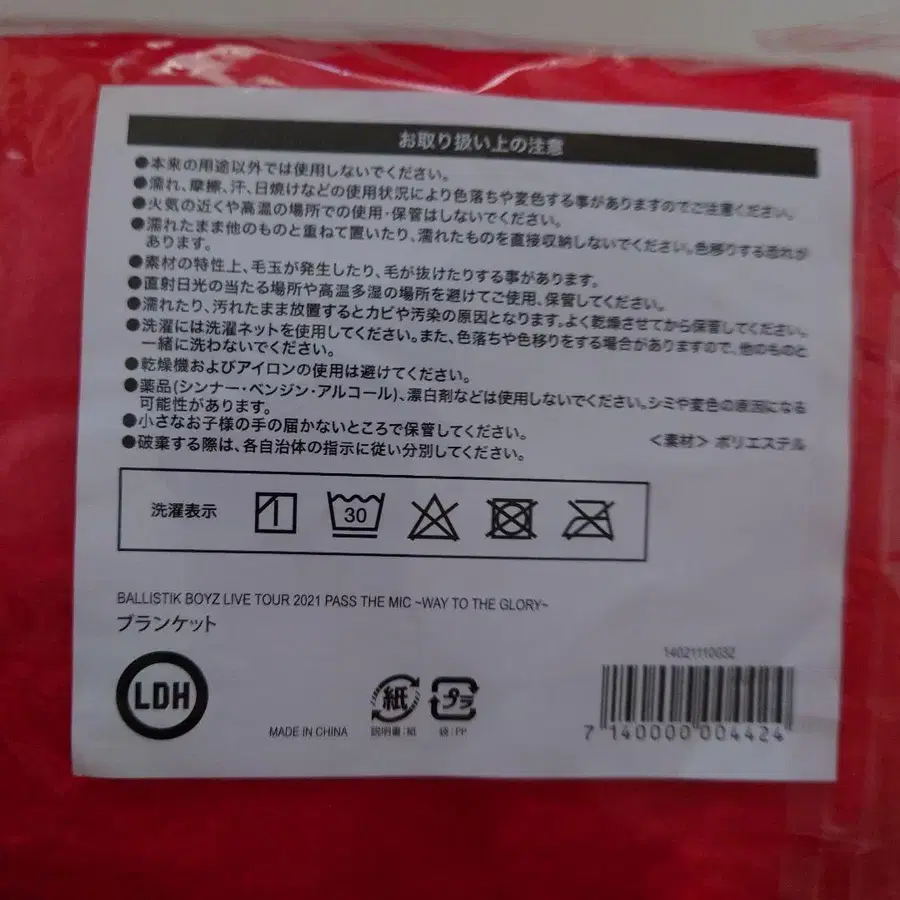 お取り扱い上の注意
●本来の用途以外では使用しないでください。
●濡れ、摩擦、汗、日焼けなどの使用状況により色落ちや変色する事がありますのでご注意ください。
●火気の近くや高温の場所での使用・保管はしないでください。
●濡れたまま他のものと重ねて置いたり、濡れたものを直接収納しないでください。色移りする恐れが
あります。
●素材の特性上、毛玉が発生したり、毛が抜けたりする事があります。
●直射日光の当たる場所や高温多湿の場所を避けてご使用、保管してください。
●濡れたり、汚れたまま放置するとカビや汚染の原因となります。よく乾燥させてから保管してください。
●洗濯には洗濯ネットを使用してください。また、色落ちや色移りをする場合がありますので、他のものと
一緒に洗わないでください。
●乾燥機およびアイロンの使用は避けてください。
●薬品(シンナー・ベンジン・アルコール)、漂白剤などは使用しないでください。シミや変色の原因になる
可能性があります。
●小さなお子様の手の届かないところで保管してください。
●破棄する際は、各自治体の指示に従い分別してください。
＜素材＞ ポリエステル
洗濯表示
30
BALLISTIK BOYZ LIVE TOUR 2021 PASS THE MIC ~WAY TO THE GLORY~
ブランケット
LDH
MADE IN CHINA
紙
説明書:紙
プラ
袋:PP
14021110032
7 140000 004424